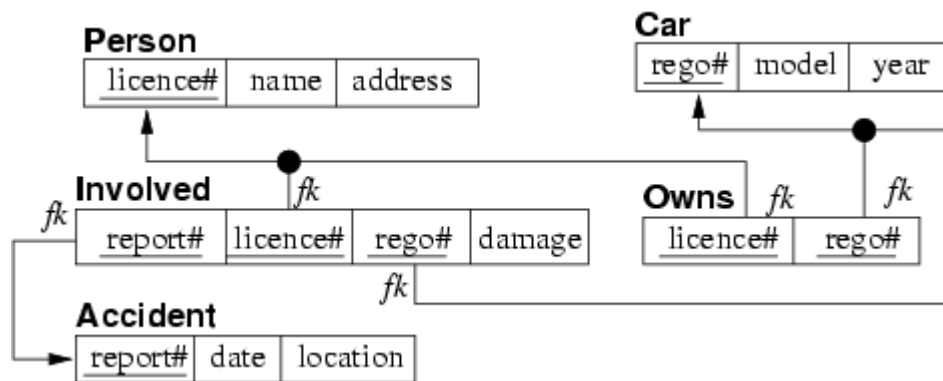 Person
licence# name address
Car
rego# model year
Involved
fk
fk
report# licence# rego# damage
fk
Owns
fk
fk
licence# rego#
Accident
report# date location